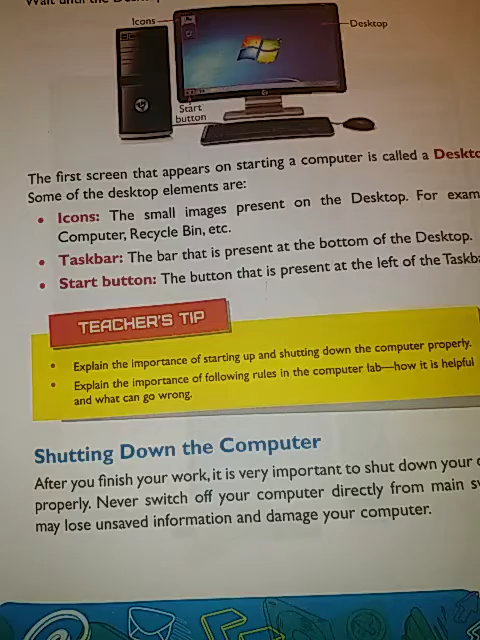 Icons
Desktop
Start
button
The first screen that appears on starting a computer is called a
Some of the desktop elements are:
• Icons: The small images present on the Desktop. For
Computer, Recycle Bin, etc.
• Taskbar: The bar that is present at the bottom of the Desktop.
• Start button: The button that is present at the left of the
TEACHER'S TIP
• Explain the importance of starting up and shutting down the computer properly.
• Explain the importance of following rules in the computer lab—how it is helpful
and what can go wrong.
Shutting Down the Computer
After you finish your work, it is very important to shut down your
properly. Never switch off your computer directly from main
may lose unsaved information and damage your computer.